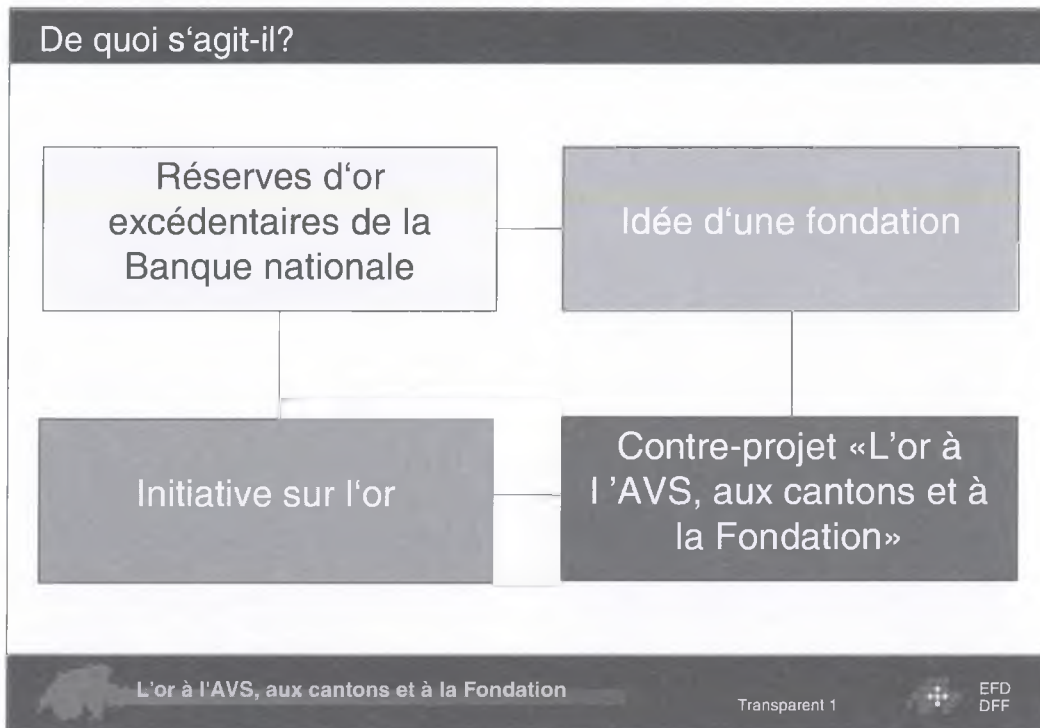 De quoi s‘agit-il?
Réserves d‘or
excédentaires de la
Banque nationale
Idée d‘une fondation
Initiative sur l‘or
Contre-projet «L’or à
l ’AVS, aux cantons et à
la Fondation»
L'or à l'AVS, aux cantons et à la Fondation
Transparent 1
EFD
DFF